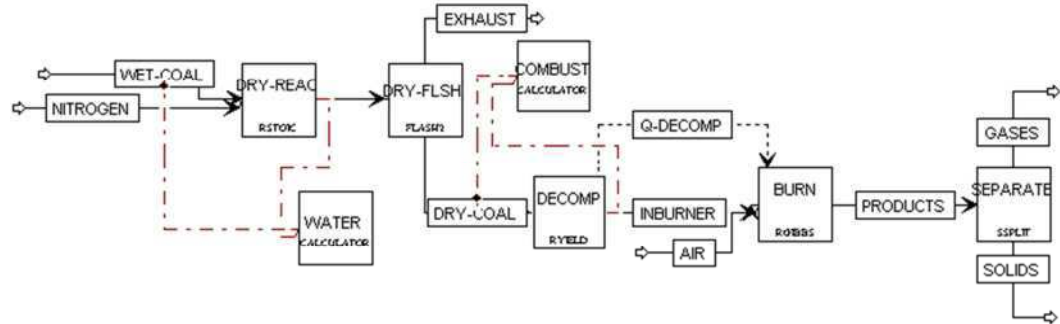 EXHAUST
WET-COAL
NITROGEN
DRY-REAC
RSTOIC
DRY-FLSH
FLASH2
COMBUST
CALCULATOR
Q-DECOMP
GASES
WATER
CALCULATOR
DRY-COAL
DECOMP
RYIELD
INBURNER
AIR
BURN
RGIBBS
PRODUCTS
SEPARATE
SSPLIT
SOLIDS